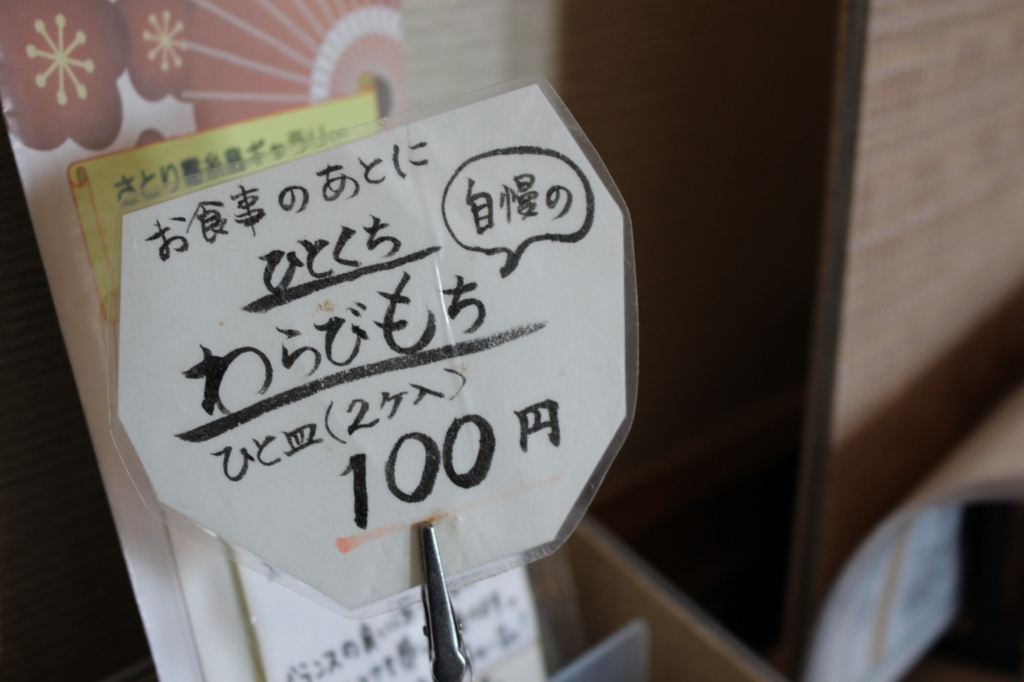 お食事のあとに
自慢の
ひとくち
わらびもち
ひと皿(2ケ入)
100円